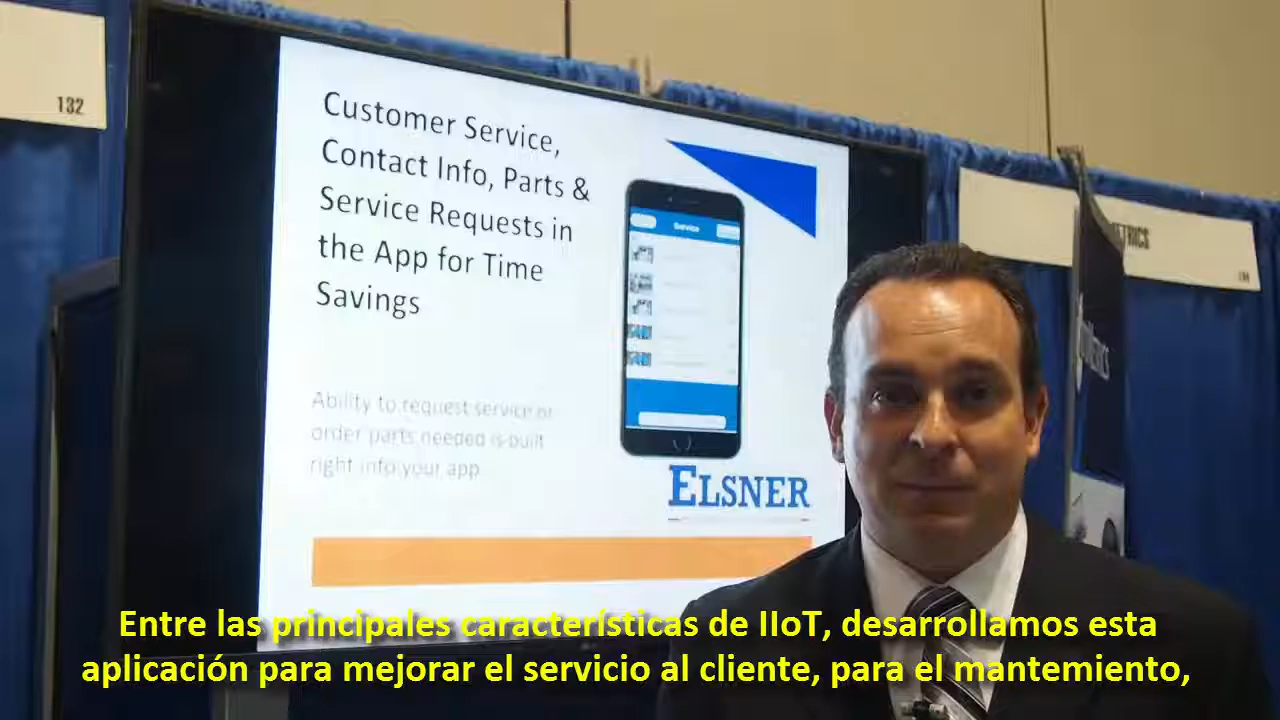 132
Customer Service,
Contact Info, Parts &
Service Requests in
the App for Time
Savings
Service
Ability to request service or
order parts needed is built
right into your app
ELSNER
Entre las principales características de IIoT, desarrollamos esta
aplicación para mejorar el servicio al cliente, para el mantemiento,